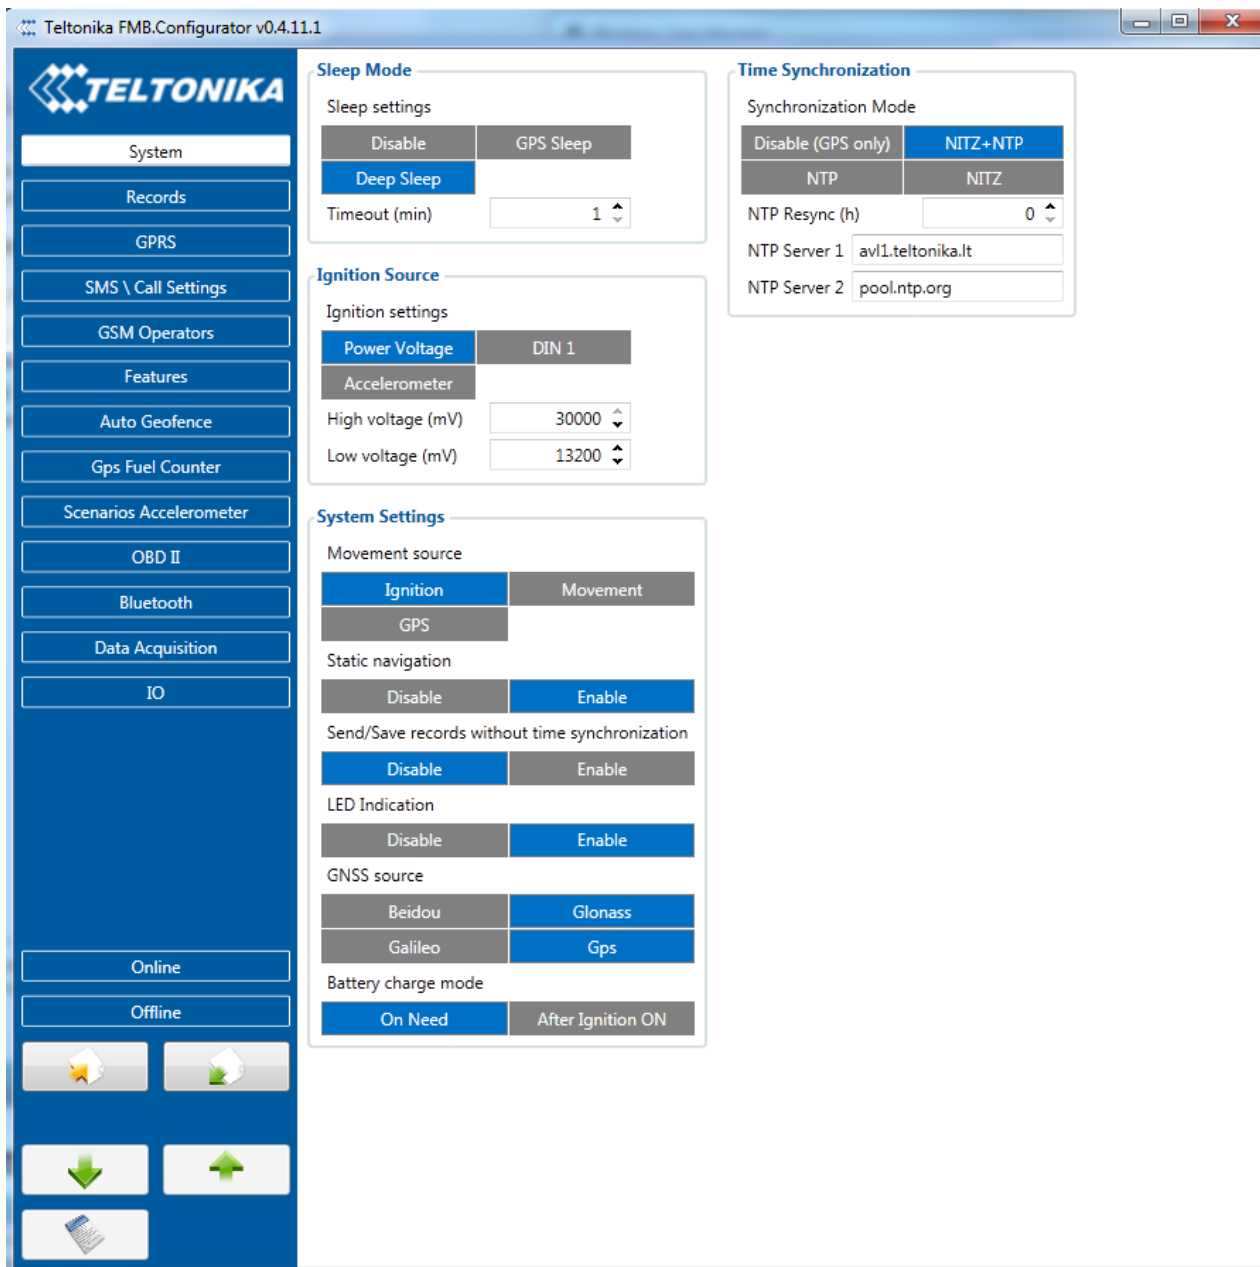 Teltonika FMB.Configurator v0.4.11.1
TELTONIKA
System
Records
GPRS
SMS \ Call Settings
GSM Operators
Features
Auto Geofence
Gps Fuel Counter
Scenarios Accelerometer
OBD II
Bluetooth
Data Acquisition
IO
Online
Offline
Sleep Mode
Sleep settings
Disable GPS Sleep
Deep Sleep
Timeout (min) 1
Ignition Source
Ignition settings
Power Voltage DIN 1
Accelerometer
High voltage (mV) 30000
Low voltage (mV) 13200
System Settings
Movement source
Ignition Movement
GPS
Static navigation
Disable Enable
Send/Save records without time synchronization
Disable Enable
LED Indication
Disable Enable
GNSS source
Beidou Glonass
Galileo Gps
Battery charge mode
On Need After Ignition ON
Time Synchronization
Synchronization Mode
Disable (GPS only) NITZ+NTP
NTP NITZ
NTP Resync (h) 0
NTP Server 1 avl1.teltonika.lt
NTP Server 2 pool.ntp.org